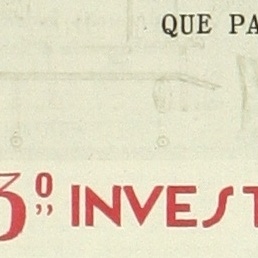 QUE PA
3º,, INVEST